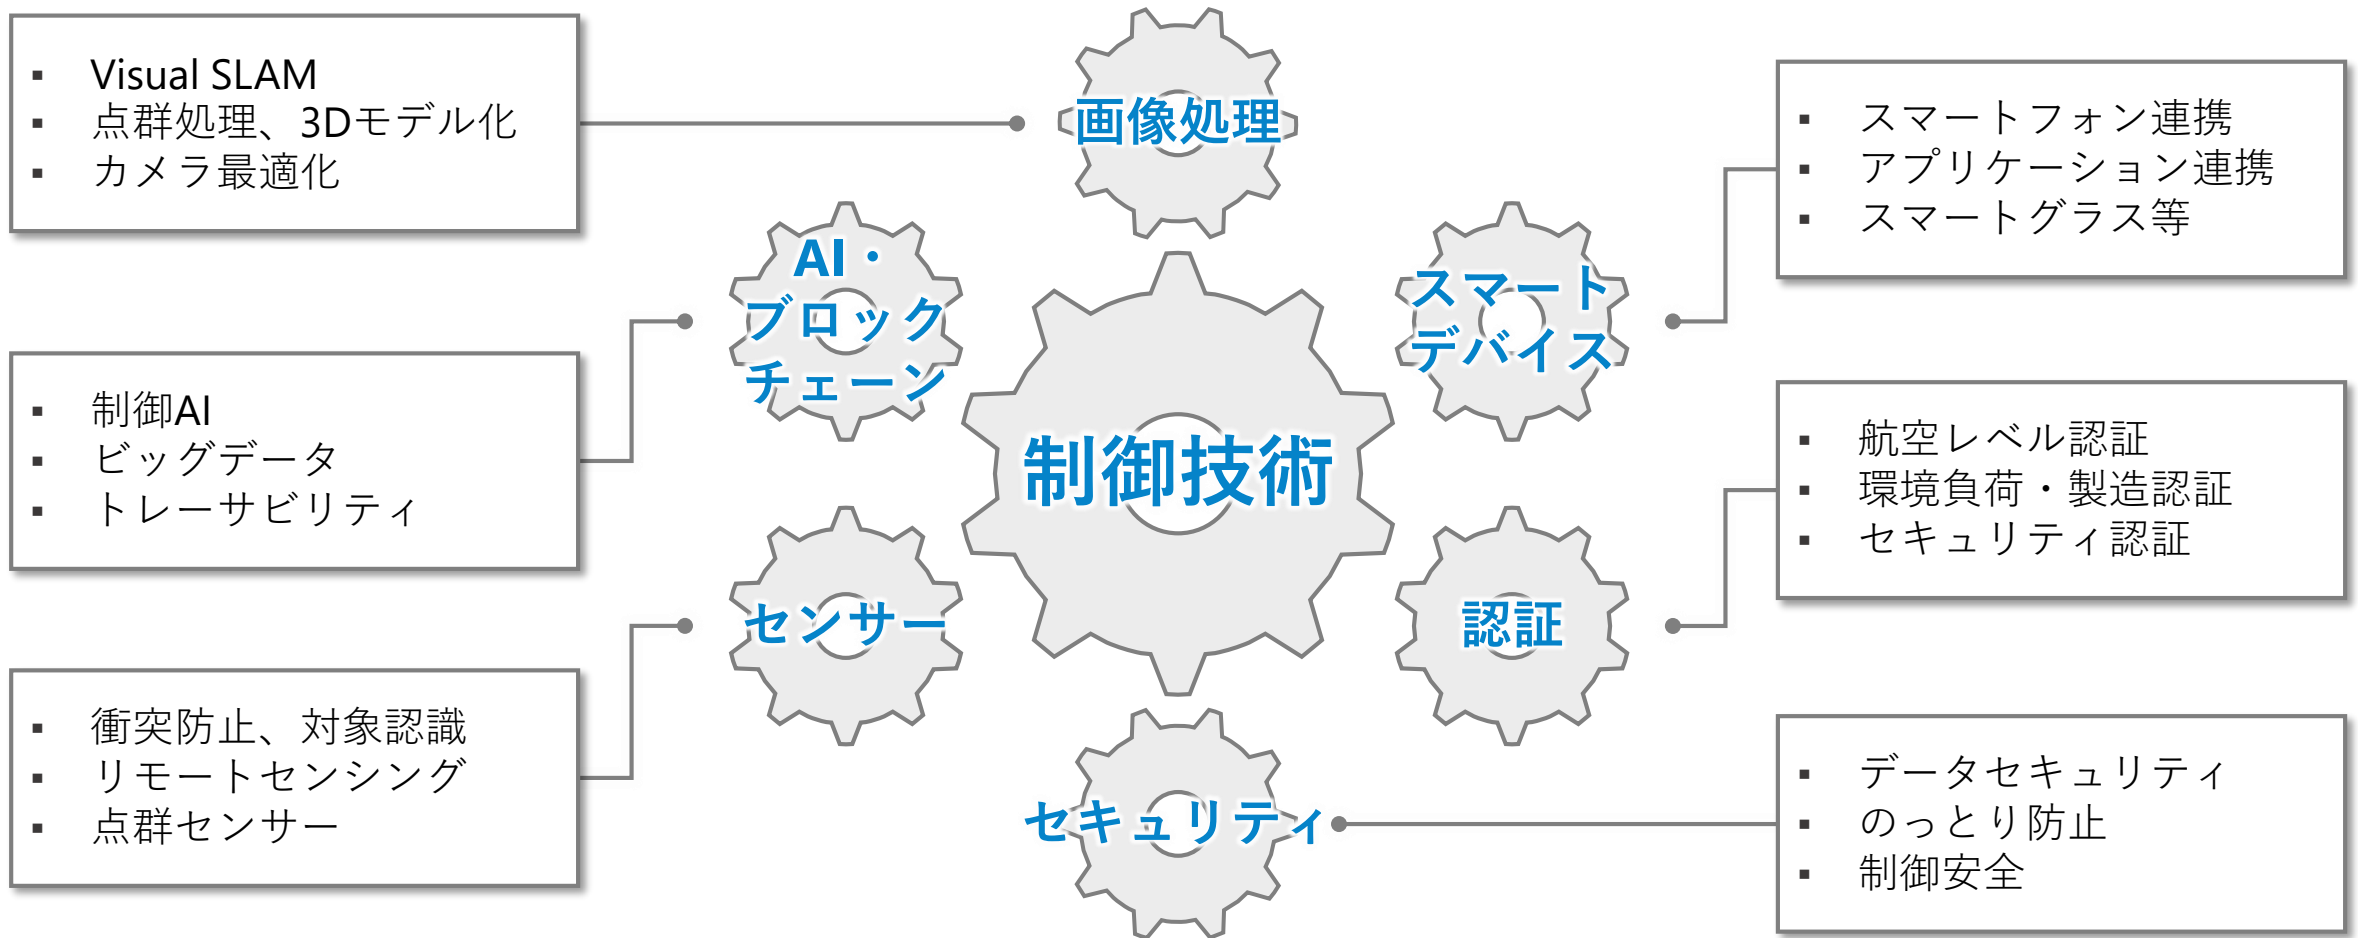 Visual SLAM
点群処理、3Dモデル化
カメラ最適化
画像処理
スマートフォン連携
アプリケーション連携
スマートグラス等
AI・
ブロック
チェーン
スマート
デバイス
制御AI
ビッグデータ
トレーサビリティ
制御技術
航空レベル認証
環境負荷・製造認証
セキュリティ認証
センサー
認証
衝突防止、対象認識
リモートセンシング
点群センサー
セキュリティ
データセキュリティ
のっとり防止
制御安全